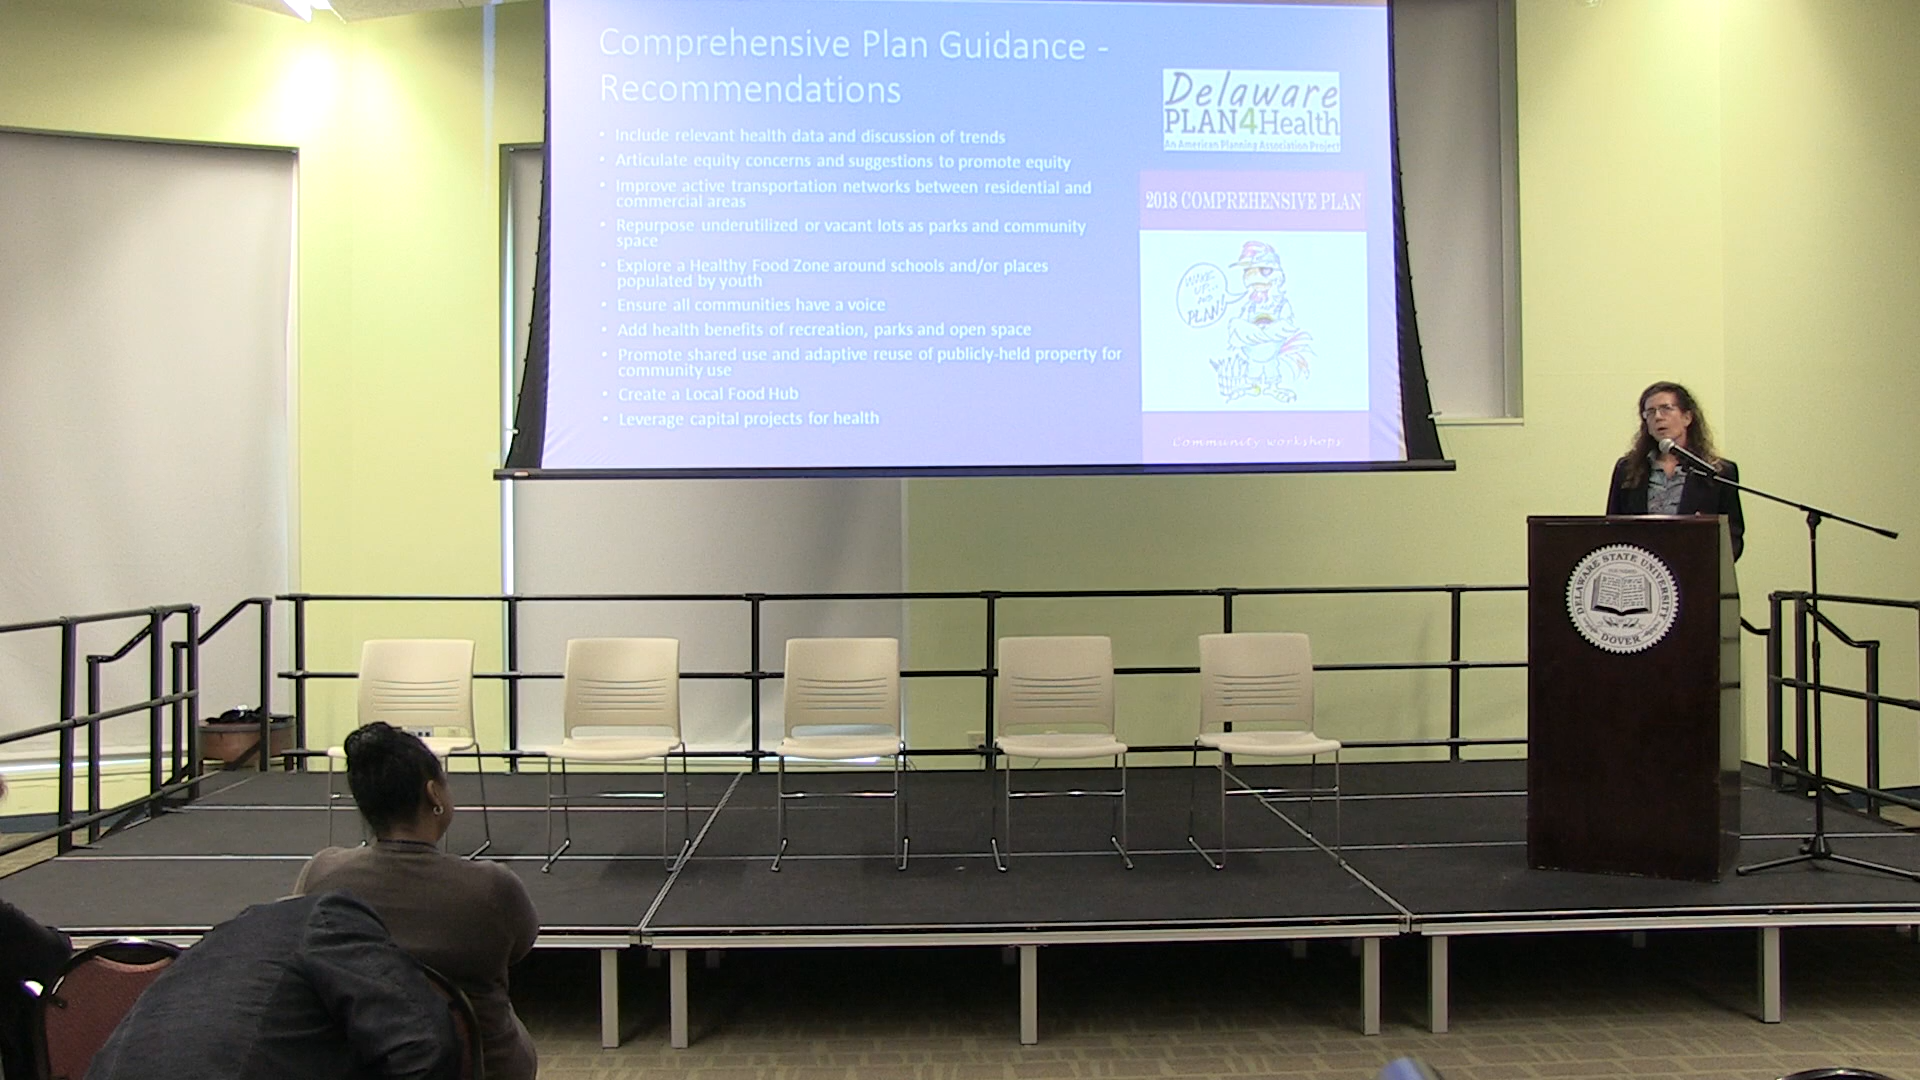 Comprehensive Plan Guidance -
Recommendations
• Include relevant health data and discussion of trends
• Articulate equity concerns and suggestions to promote equity
• Improve active transportation networks between residential and
commercial areas
• Repurpose underutilized or vacant lots as parks and community
space
• Explore a Healthy Food Zone around schools and/or places
populated by youth
• Ensure all communities have a voice
• Add health benefits of recreation, parks and open space
• Promote shared use and adaptive reuse of publicly-held property for
community use
• Create a Local Food Hub
• Leverage capital projects for health
Delaware
PLAN4Health
An American Planning Association Project
2018 COMPREHENSIVE PLAN
WAKE
UP...
AND
PLAN!
Community workshops
DELAWARE STATE UNIVERSITY
DOVER